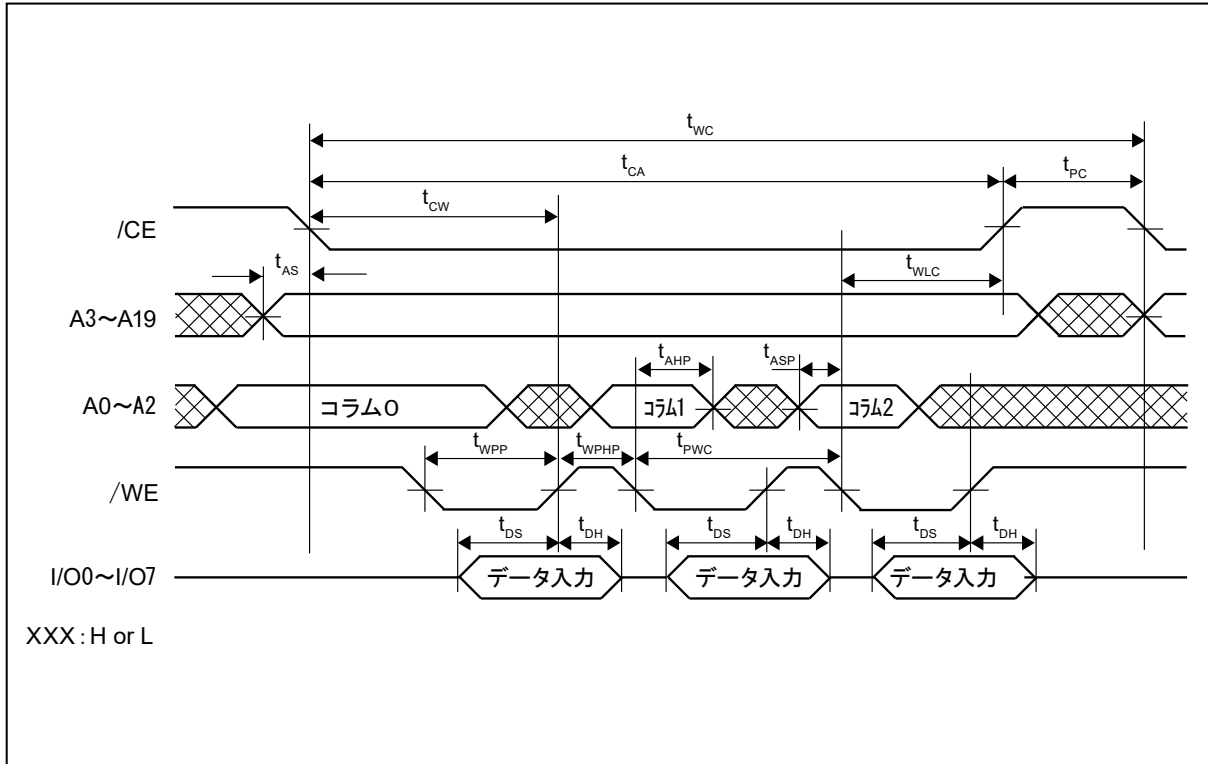 tWC
tCA
tPC
tCW
/CE
tAS
tWLC
A3~A19
tAHP
tASP
A0~A2
コラム0
コラム1
コラム2
tWPP
tWPHP
tPWC
/WE
tDS
tDH
tDS
tDH
tDS
tDH
I/O0~I/O7
データ入力
データ入力
データ入力
XXX : H or L